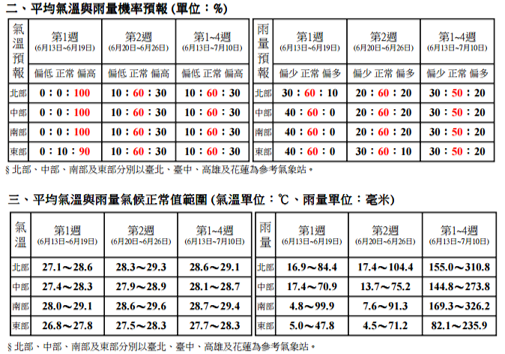 二、平均氣溫與雨量機率預報 (單位：%)
氣溫預報 第1週 (6月13日~6月19日) 第2週 (6月20日~6月26日) 第1~4週 (6月13日~7月10日) 雨量預報 第1週 (6月13日~6月19日) 第2週 (6月20日~6月26日) 第1~4週 (6月13日~7月10日)
偏低 正常 偏高 偏低 正常 偏高 偏低 正常 偏高 偏少 正常 偏多 偏少 正常 偏多 偏少 正常 偏多
北部 0：0：100 10：60：30 10：60：30 北部 30：60：10 20：60：20 30：50：20
中部 0：0：100 10：60：30 10：60：30 中部 40：60：0 20：60：20 30：50：20
南部 0：0：100 10：60：30 10：60：30 南部 40：60：0 20：60：20 30：50：20
東部 0：10：90 10：60：30 10：60：30 東部 40：60：0 30：60：10 30：50：20
§ 北部、中部、南部及東部分別以臺北、臺中、高雄及花蓮為參考氣象站。
三、平均氣溫與雨量氣候正常值範圍 (氣溫單位：℃、雨量單位：毫米)
氣溫 第1週 (6月13日~6月19日) 第2週 (6月20日~6月26日) 第1~4週 (6月13日~7月10日) 雨量 第1週 (6月13日~6月19日) 第2週 (6月20日~6月26日) 第1~4週 (6月13日~7月10日)
北部 27.1～28.6 28.3～29.3 28.6～29.1 北部 16.9~84.4 17.4~104.4 155.0~310.8
中部 27.4～28.3 27.9～28.9 28.1～28.7 中部 17.4~70.9 13.7~75.2 144.8~273.8
南部 28.0～29.1 28.6～29.6 28.7～29.4 南部 4.8~99.9 7.6~91.3 169.3~326.2
東部 26.8～27.8 27.5～28.3 27.7～28.3 東部 5.0~47.8 4.5~71.2 82.1~235.9
§ 北部、中部、南部及東部分別以臺北、臺中、高雄及花蓮為參考氣象站。